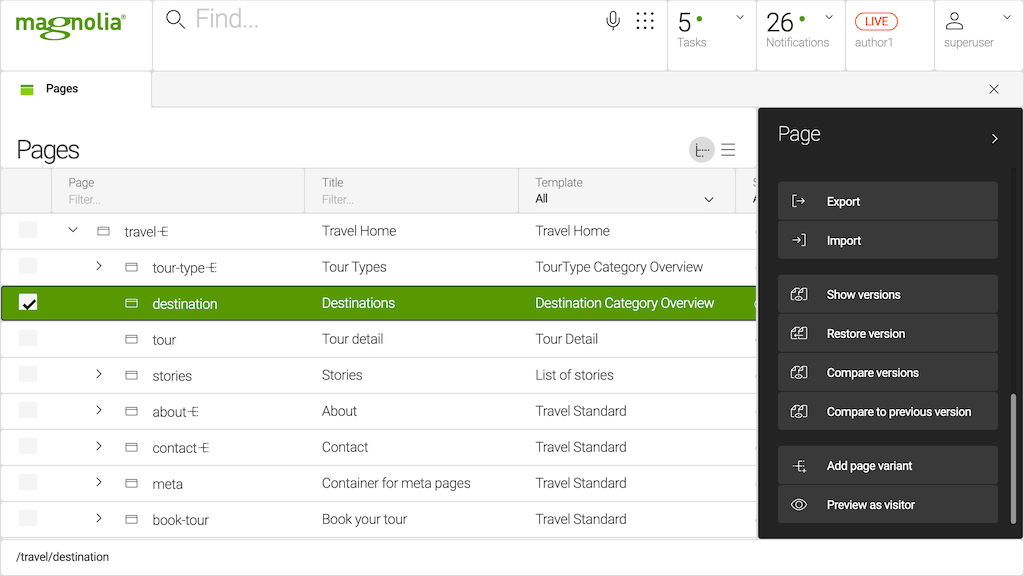 magnolia®
Find...
5
Tasks
26
Notifications
LIVE
author1
superuser
Pages
Pages
Page
Filter...
Title
Filter...
Template
All
travel
Travel Home
Travel Home
tour-type
Tour Types
TourType Category Overview
destination
Destinations
Destination Category Overview
tour
Tour detail
Tour Detail
stories
Stories
List of stories
about
About
Travel Standard
contact
Contact
Travel Standard
meta
Container for meta pages
Travel Standard
book-tour
Book your tour
Travel Standard
/travel/destination
Page
Export
Import
Show versions
Restore version
Compare versions
Compare to previous version
Add page variant
Preview as visitor